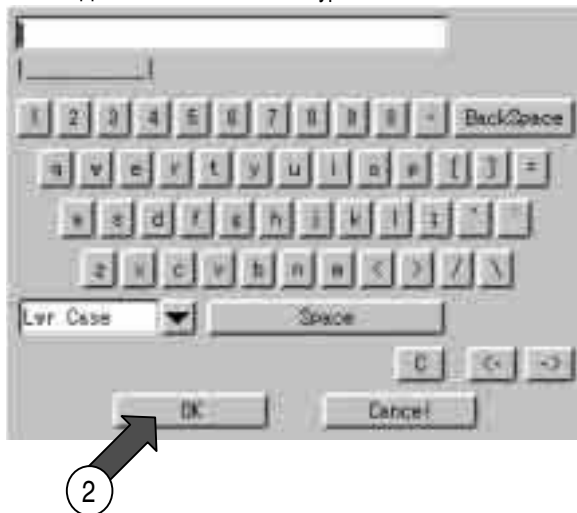 1 2 3 4 5 6 7 8 9 0 - BackSpace
q w e r t y u i o p [ ] =
a s d f g h j k l ;
z x c v b n m < > / \
Lwr Case Space
C <- ->
OK Cancel
2